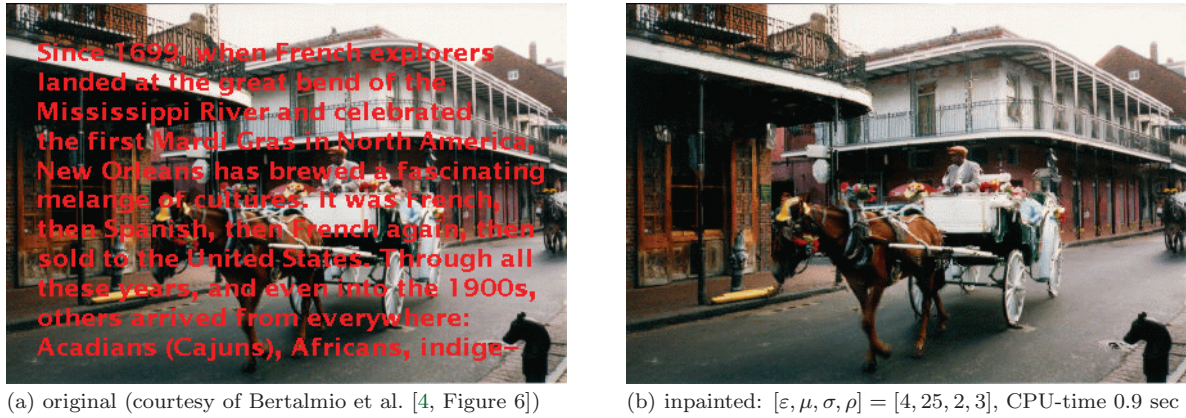 Since 1699, when French explorers
landed at the great bend of the
Mississippi River and celebrated
the first Mardi Gras in North America,
New Orleans has brewed a fascinating
melange of cultures. It was French,
then Spanish, then French again, then
sold to the United States. Through all
these years, and even into the 1900s,
others arrived from everywhere:
Acadians (Cajuns), Africans, indige-
(a) original (courtesy of Bertalmio et al. [4, Figure 6])
(b) inpainted: [ε, μ, σ, ρ] = [4, 25, 2, 3], CPU-time 0.9 sec